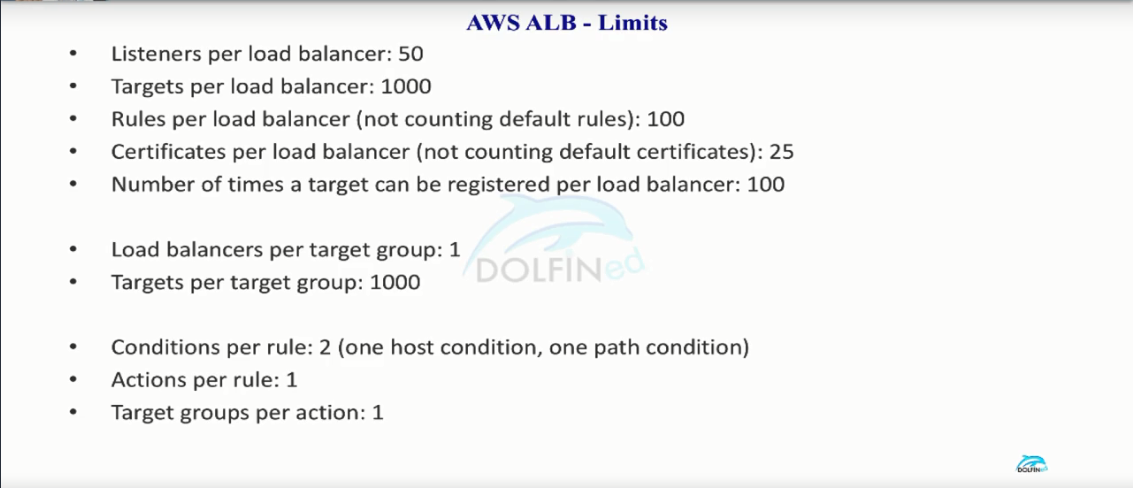 AWS ALB - Limits
• Listeners per load balancer: 50
• Targets per load balancer: 1000
• Rules per load balancer (not counting default rules): 100
• Certificates per load balancer (not counting default certificates): 25
• Number of times a target can be registered per load balancer: 100
• Load balancers per target group: 1
DOLFINed
• Targets per target group: 1000
• Conditions per rule: 2 (one host condition, one path condition)
• Actions per rule: 1
• Target groups per action: 1
DOLFINed